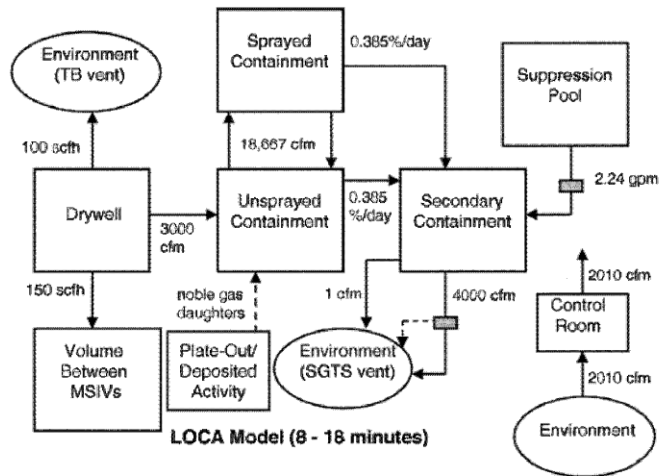 Environment
(TB vent)
Sprayed
Containment
0.385%/day
Suppression
Pool
100 scfh
18,667 cfm
2.24 gpm
Drywell
3000
cfm
Unsprayed
Containment
0.385
%/day
Secondary
Containment
150 scfh
noble gas
daughters
1 cfm
4000 cfm
2010 cfm
Control
Room
Volume
Between
MSIVs
Plate-Out/
Deposited
Activity
Environment
(SGTS vent)
2010 cfm
LOCA Model (8 - 18 minutes)
Environment